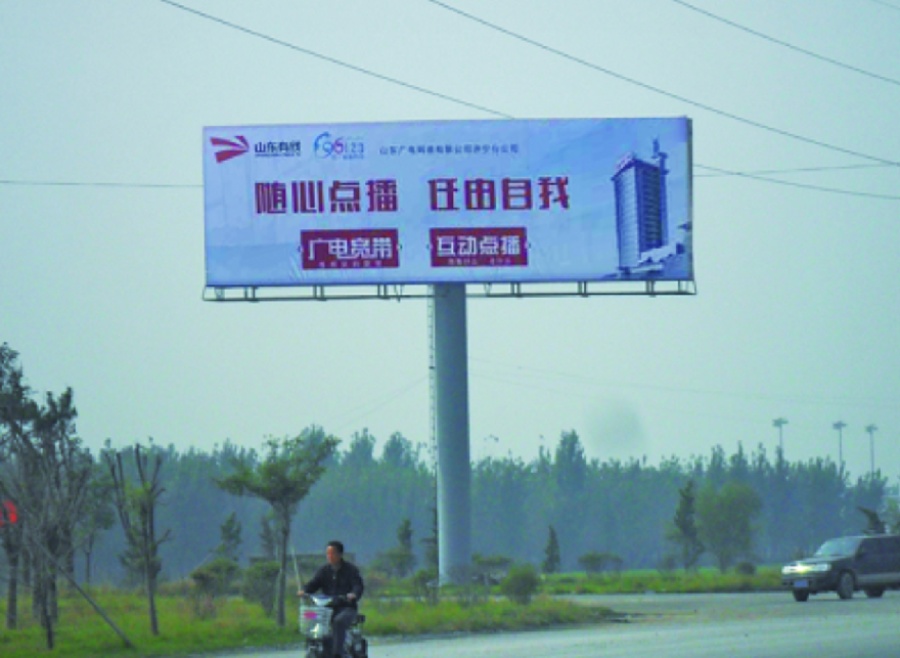 山东有线 96123 山东广电网络有限公司济宁分公司
随心点播 任由自我
广电宽带 互动点播